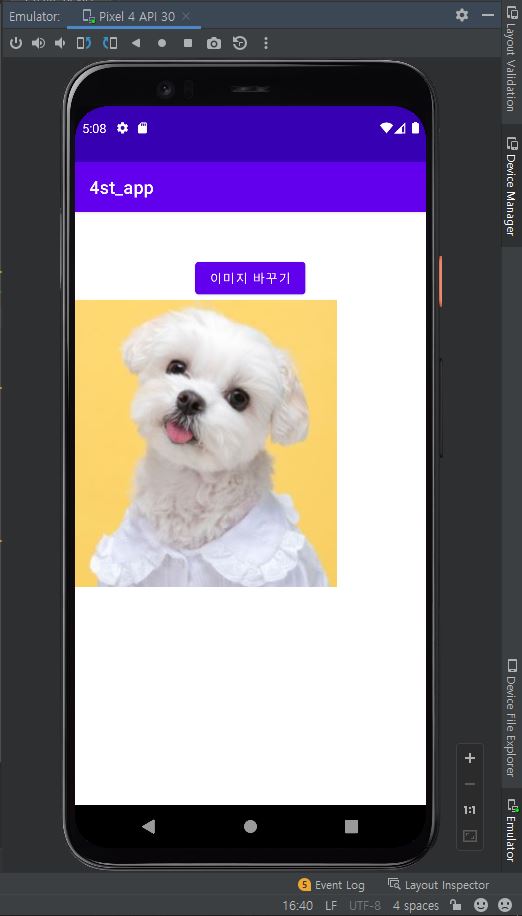 Emulator: Pixel 4 API 30
Layout Validation
Device Manager
5:08
4st_app
이미지 바꾸기
Device File Explorer
1:1
Emulator
5 Event Log Layout Inspector
16:40 LF UTF-8 4 spaces